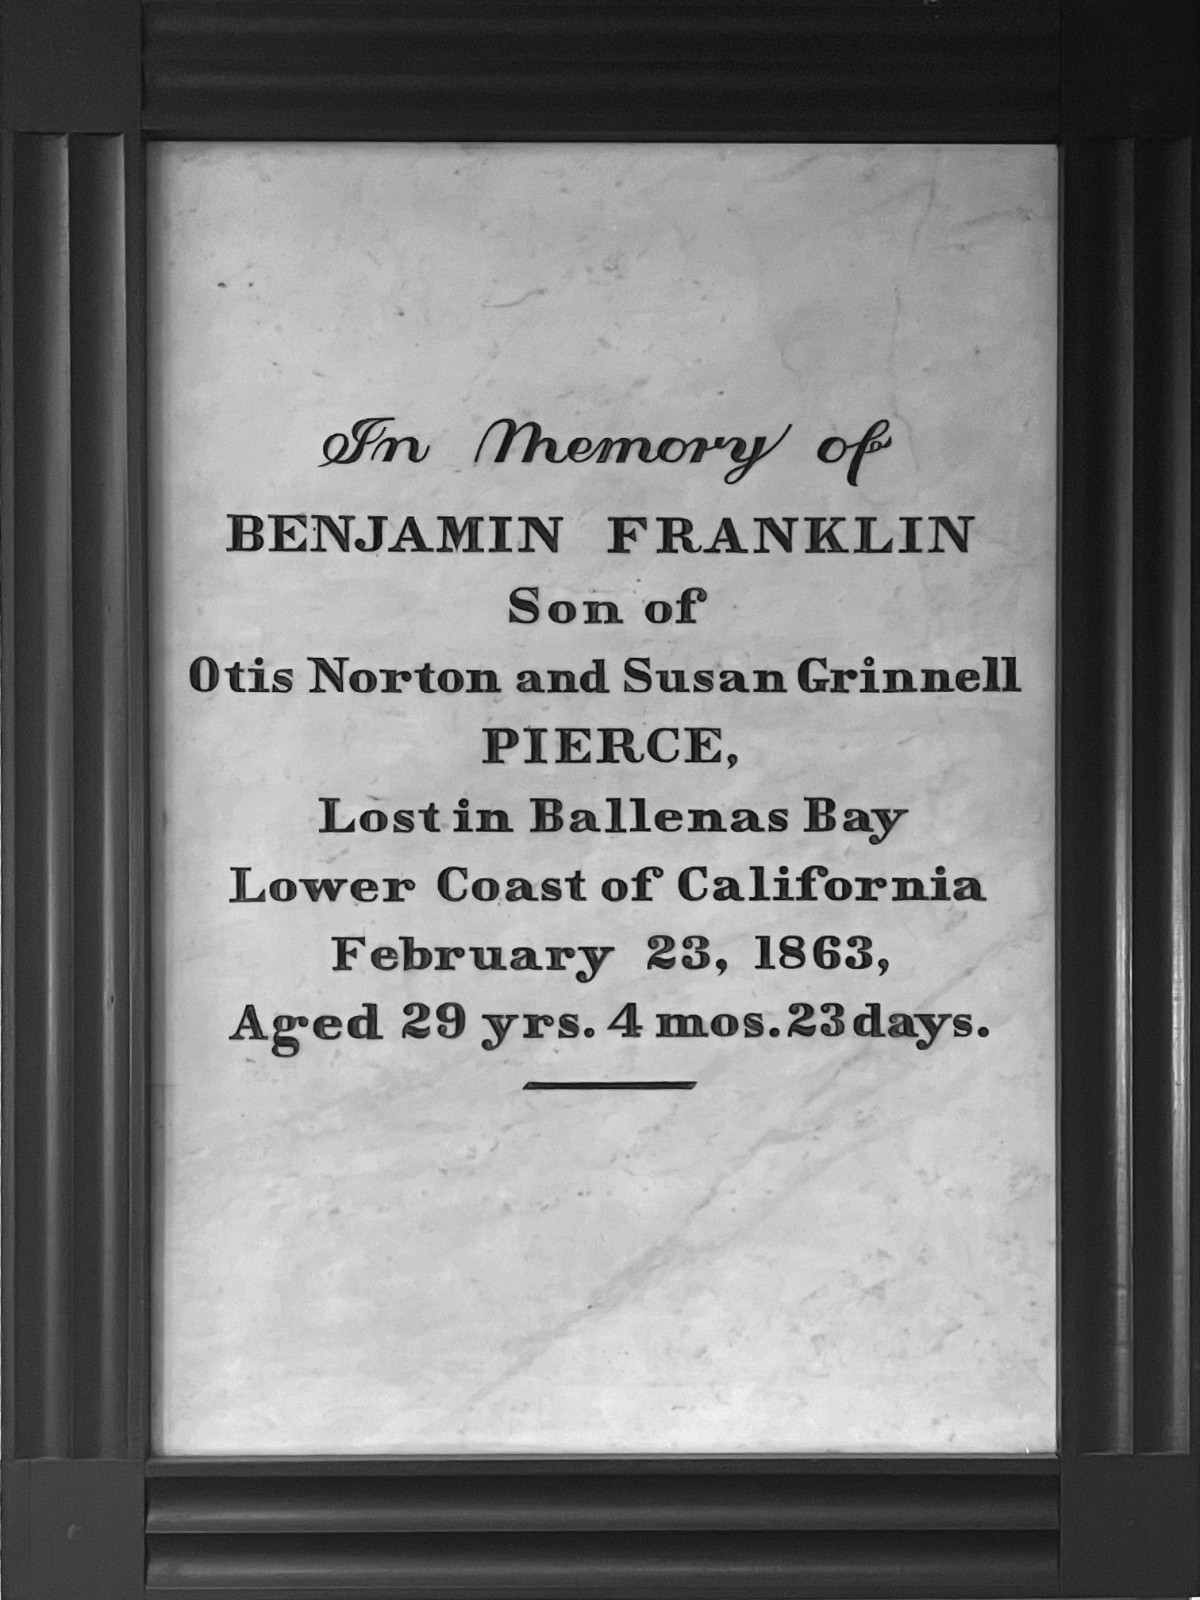 In Memory of
BENJAMIN FRANKLIN
Son of
Otis Norton and Susan Grinnell
PIERCE,
Lost in Ballenas Bay
Lower Coast of California
February 23, 1863,
Aged 29 yrs. 4 mos. 23 days.